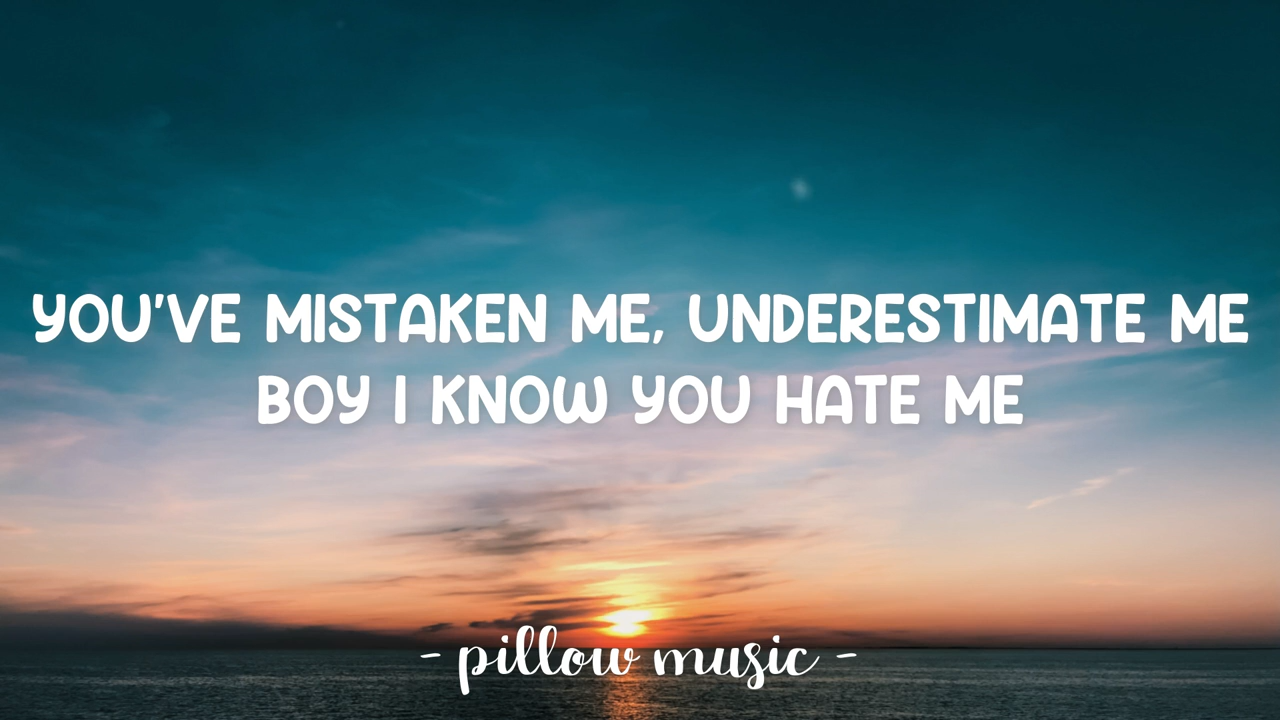 YOU'VE MISTAKEN ME, UNDERESTIMATE ME
BOY I KNOW YOU HATE ME
- pillow music -